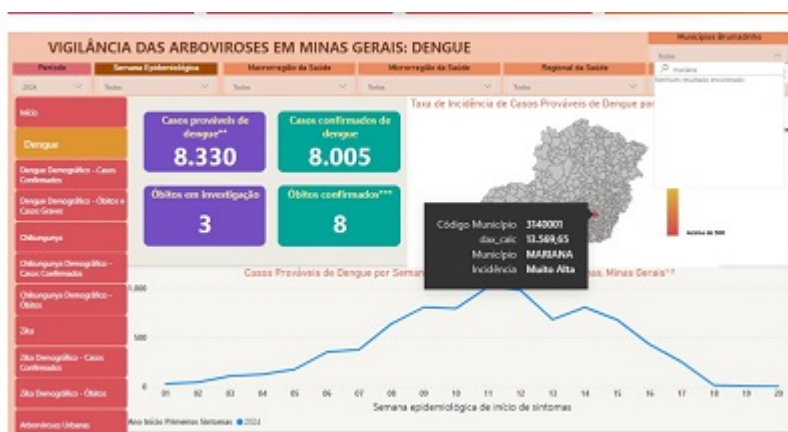 VIGILÂNCIA DAS ARBOVIROSES EM MINAS GERAIS: DENGUE
Municípios Brumadinho
Período
Semana Epidemiológica
Macrorregião da Saúde
Microrregião da Saúde
Regional da Saúde
2024
Todos
Todos
Todos
Todos
Todos
mariana
Nenhum resultado encontrado
Início
Dengue
Dengue Demográfico - Casos
Confirmados
Dengue Demográfico - Óbitos e
Casos Graves
Chikungunya
Chikungunya Demográfico -
Casos Confirmados
Chikungunya Demográfico -
Óbitos
Zika
Zika Demográfico - Casos
Confirmados
Zika Demográfico - Óbitos
Arboviroses Urbanas
Casos prováveis de
dengue**
8.330
Casos confirmados de
dengue
8.005
Óbitos em investigação
3
Óbitos confirmados***
8
Taxa de Incidência de Casos Prováveis de Dengue por
Acima de 500
Código Município 3140001
dax_calc 13.569,65
Município MARIANA
Incidência Muito Alta
Casos Prováveis de Dengue por Seman
mas, Minas Gerais**
1.000
500
0
01 02 03 04 05 06 07 08 09 10 11 12 13 14 15 16 17 18 19 20
Semana epidemiológica de início de sintomas
Ano Início Primeiros Sintomas 2024